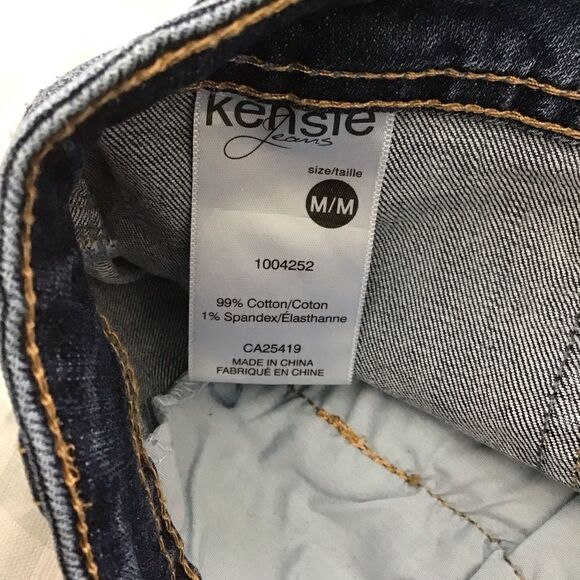 kensie
Jeans
size/taille
M/M
1004252
99% Cotton/Coton
1% Spandex/Élasthanne
CA25419
MADE IN CHINA
FABRIQUÉ EN CHINE